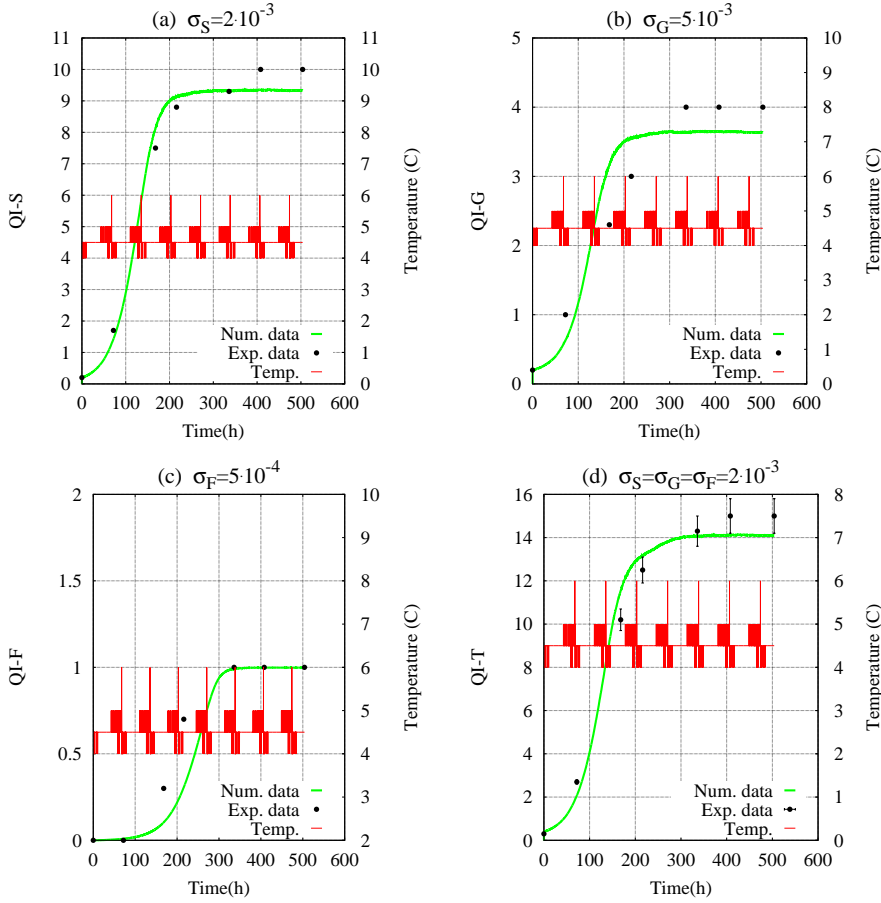 (a) σ_S=2·10^-3
11
10
9
8
7
6
5
4
3
2
1
0
QI-S
11
10
9
8
7
6
5
4
3
2
1
0
Temperature (C)
Num. data
Exp. data
Temp.
0 100 200 300 400 500 600
Time(h)
(b) σ_G=5·10^-3
5
4
3
2
1
0
QI-G
10
9
8
7
6
5
4
3
2
1
0
Temperature (C)
Num. data
Exp. data
Temp.
0 100 200 300 400 500 600
Time(h)
(c) σ_F=5·10^-4
2
1.5
1
0.5
0
QI-F
10
9
8
7
6
5
4
3
2
Temperature (C)
Num. data
Exp. data
Temp.
0 100 200 300 400 500 600
Time(h)
(d) σ_S=σ_G=σ_F=2·10^-3
16
14
12
10
8
6
4
2
0
QI-T
8
7
6
5
4
3
2
1
0
Temperature (C)
Num. data
Exp. data
Temp.
0 100 200 300 400 500 600
Time(h)